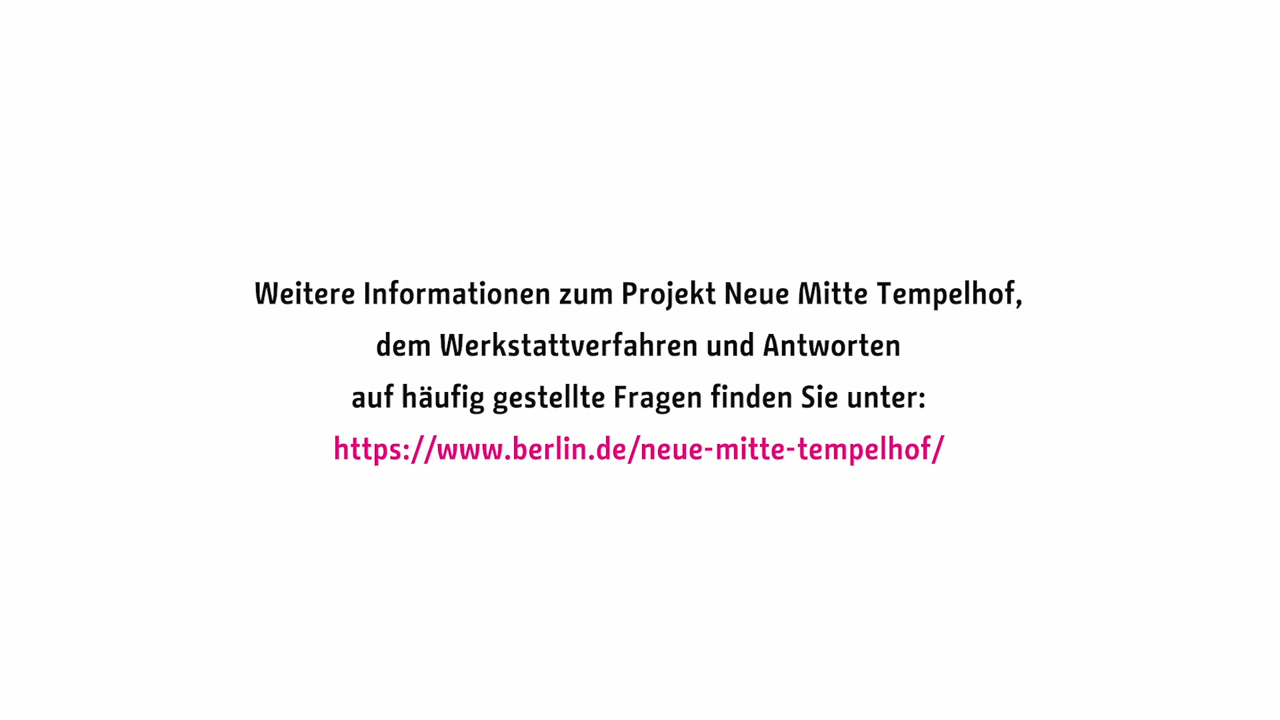 Weitere Informationen zum Projekt Neue Mitte Tempelhof,
dem Werkstattverfahren und Antworten
auf häufig gestellte Fragen finden Sie unter:
https://www.berlin.de/neue-mitte-tempelhof/